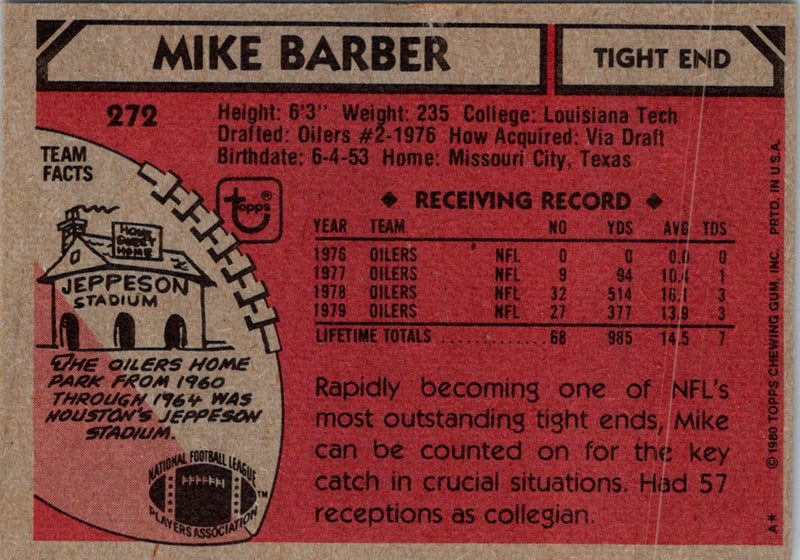 MIKE BARBER
TIGHT END
272
Height: 6'3" Weight: 235 College: Louisiana Tech
Drafted: Oilers #2-1976 How Acquired: Via Draft
Birthdate: 6-4-53 Home: Missouri City, Texas
TEAM
FACTS
topps®
HOME
SWEET
HOME
JEPPESON
STADIUM
THE OILERS HOME
PARK FROM 1960
THROUGH 1964 WAS
HOUSTON'S JEPPESON
STADIUM.
NATIONAL FOOTBALL LEAGUE
PLAYERS ASSOCIATION™
◆ RECEIVING RECORD ◆
YEAR TEAM NO YDS AVG TDS
1976 OILERS NFL 0 0 0.0 0
1977 OILERS NFL 9 94 10.4 1
1978 OILERS NFL 32 514 16.1 3
1979 OILERS NFL 27 377 13.9 3
LIFETIME TOTALS ............... 68 985 14.5 7
Rapidly becoming one of NFL's
most outstanding tight ends, Mike
can be counted on for the key
catch in crucial situations. Had 57
receptions as collegian.
A* © 1980 TOPPS CHEWING GUM, INC. PRTD. IN U.S.A.